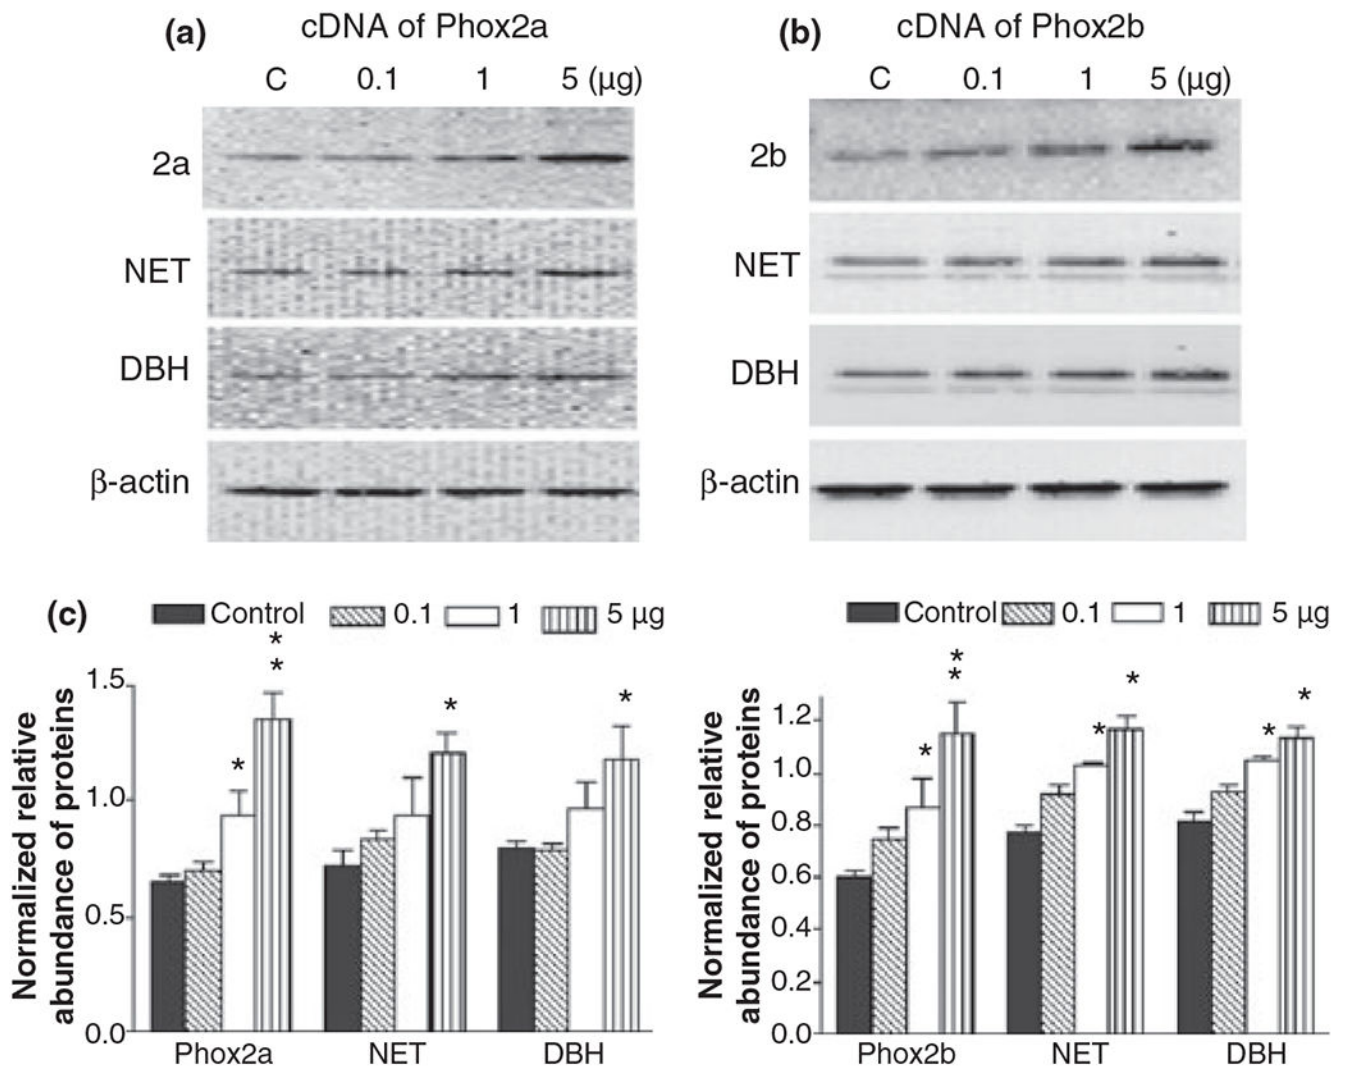 (a) cDNA of Phox2a
C 0.1 1 5 (μg)
2a
NET
DBH
β-actin
(b) cDNA of Phox2b
C 0.1 1 5 (μg)
2b
NET
DBH
β-actin
(c)
Control 0.1 1 5 μg
Normalized relative
abundance of proteins
1.5
1.0
0.5
0.0
*
*
*
*
*
Phox2a NET DBH
Control 0.1 1 5 μg
Normalized relative
abundance of proteins
1.2
1.0
0.8
0.6
0.4
0.2
0.0
*
*
*
*
*
*
*
Phox2b NET DBH